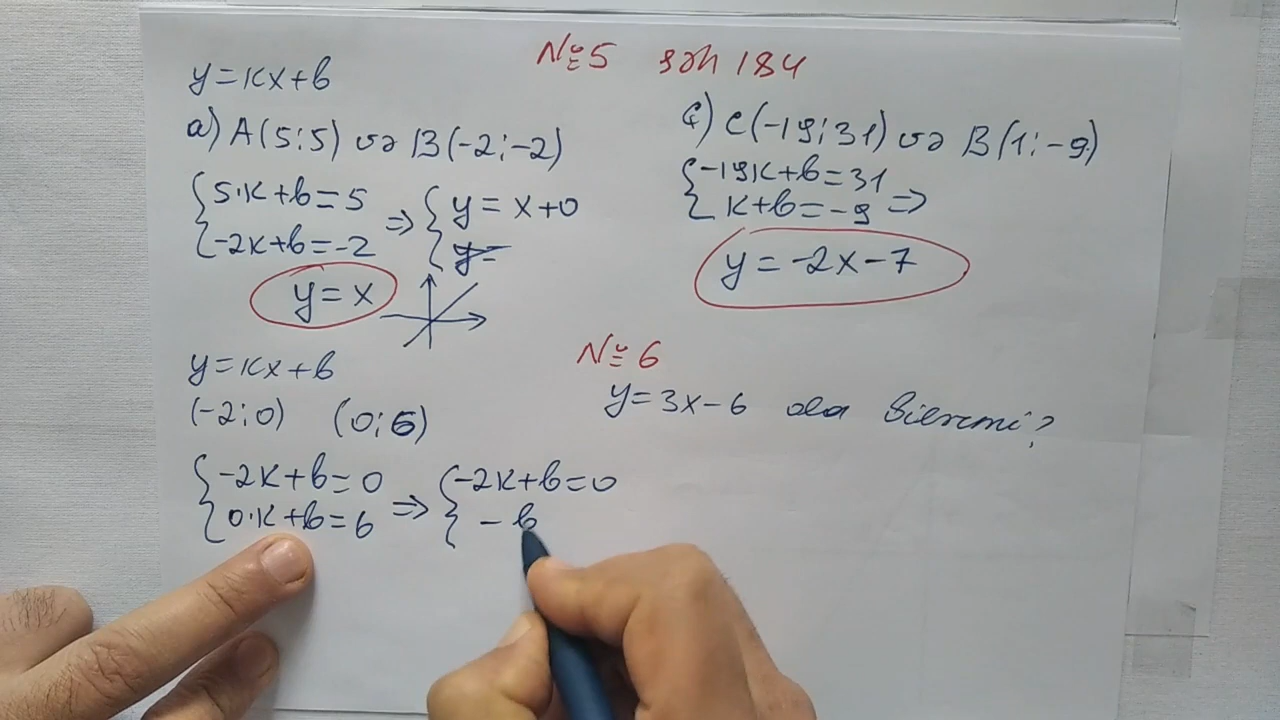 №5 səh 184
y=kx+b
a) A(5;5) və B(-2;-2)
{5·k+b=5
{-2k+b=-2
=> {y=x+0
{y=
y=x
ç) C(-19;31) və B(1;-9)
{-19k+b=31
{k+b=-9 =>
y=-2x-7
y=kx+b
(-2;0) (0;6)
{-2k+b=0
{0·k+b=6
=> {-2k+b=0
{-b
№6
y=3x-6 ola bilərmi?